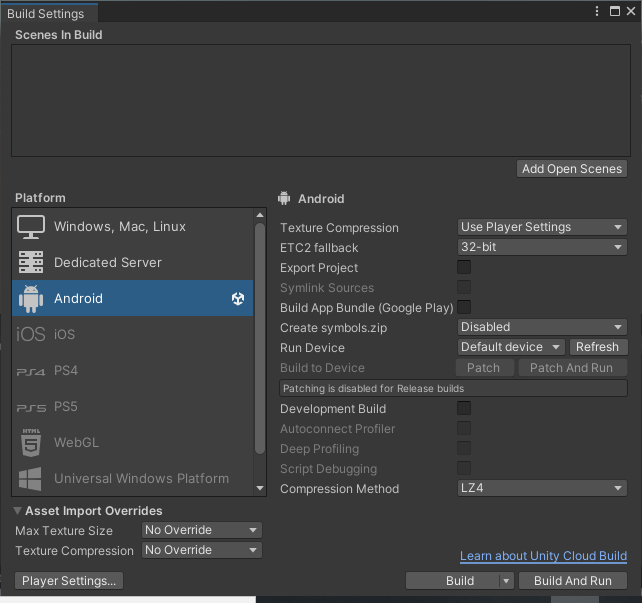 Build Settings
Scenes In Build
Add Open Scenes
Platform
Windows, Mac, Linux
Dedicated Server
Android
iOS iOS
PS4 PS4
PS5 PS5
HTML 5 WebGL
Universal Windows Platform
Android
Texture Compression Use Player Settings
ETC2 fallback 32-bit
Export Project
Symlink Sources
Build App Bundle (Google Play)
Create symbols.zip Disabled
Run Device Default device Refresh
Build to Device Patch Patch And Run
Patching is disabled for Release builds
Development Build
Autoconnect Profiler
Deep Profiling
Script Debugging
Compression Method LZ4
Asset Import Overrides
Max Texture Size No Override
Texture Compression No Override
Learn about Unity Cloud Build
Player Settings... Build Build And Run